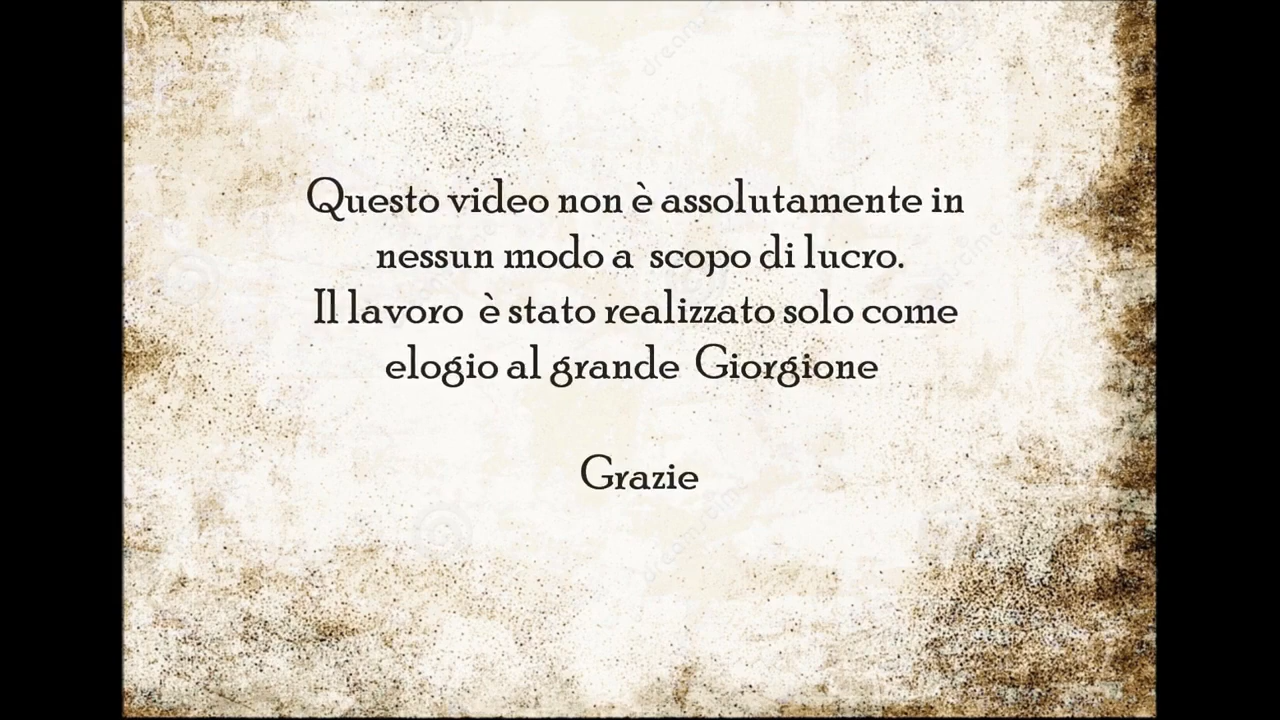 Questo video non è assolutamente in
nessun modo a scopo di lucro.
Il lavoro è stato realizzato solo come
elogio al grande Giorgione
Grazie